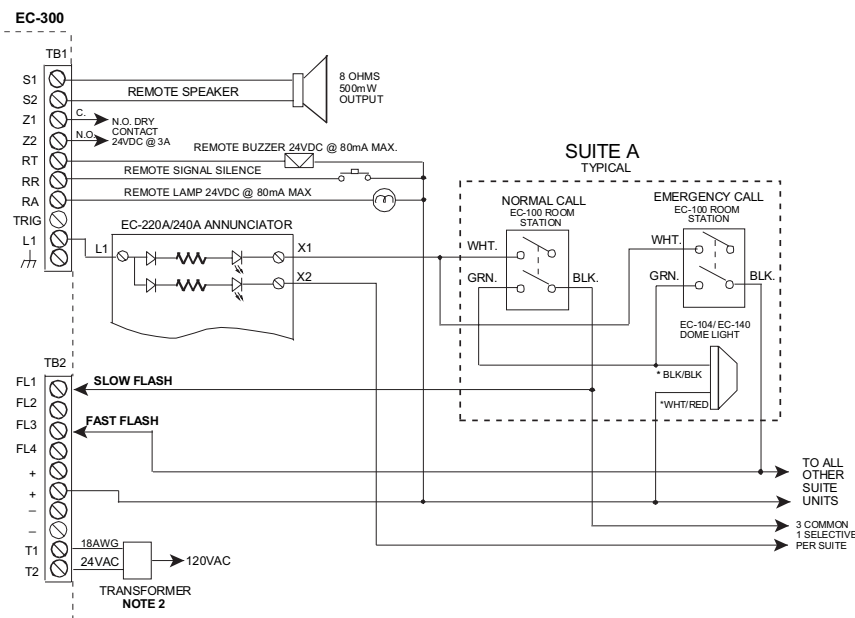 EC-300
TB1
S1
S2
Z1
Z2
RT
RR
RA
TRIG
L1
REMOTE SPEAKER
8 OHMS
500mW
OUTPUT
C.
N.O.
N.O. DRY
CONTACT
24VDC @ 3A
REMOTE BUZZER 24VDC @ 80mA MAX.
REMOTE SIGNAL SILENCE
REMOTE LAMP 24VDC @ 80mA MAX
EC-220A/240A ANNUNCIATOR
L1
X1
X2
SUITE A
TYPICAL
NORMAL CALL
EC-100 ROOM
STATION
WHT.
GRN.
BLK.
EMERGENCY CALL
EC-100 ROOM
STATION
WHT.
GRN.
BLK.
EC-104/ EC-140
DOME LIGHT
* BLK/BLK
*WHT/RED
TB2
FL1
FL2
FL3
FL4
+
+
–
–
T1
T2
SLOW FLASH
FAST FLASH
18AWG
24VAC
120VAC
TRANSFORMER
NOTE 2
TO ALL
OTHER
SUITE
UNITS
3 COMMON
1 SELECTIVE
PER SUITE